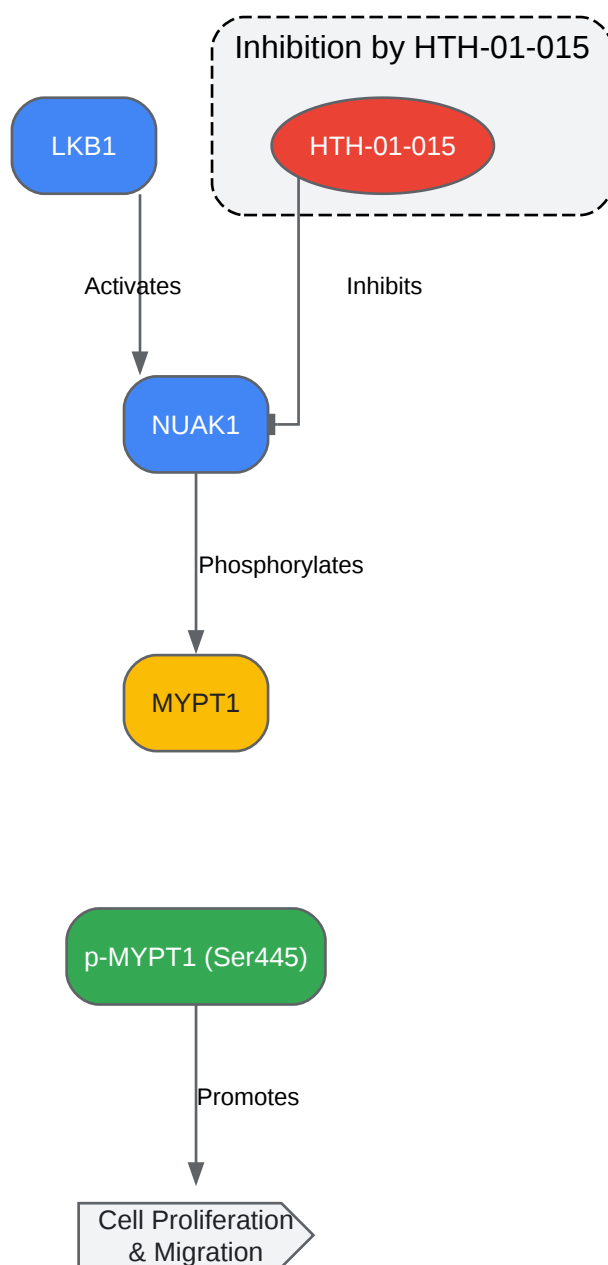 Inhibition by HTH-01-015
LKB1
HTH-01-015
Activates
Inhibits
NUAK1
Phosphorylates
MYPT1
p-MYPT1 (Ser445)
Promotes
Cell Proliferation
& Migration